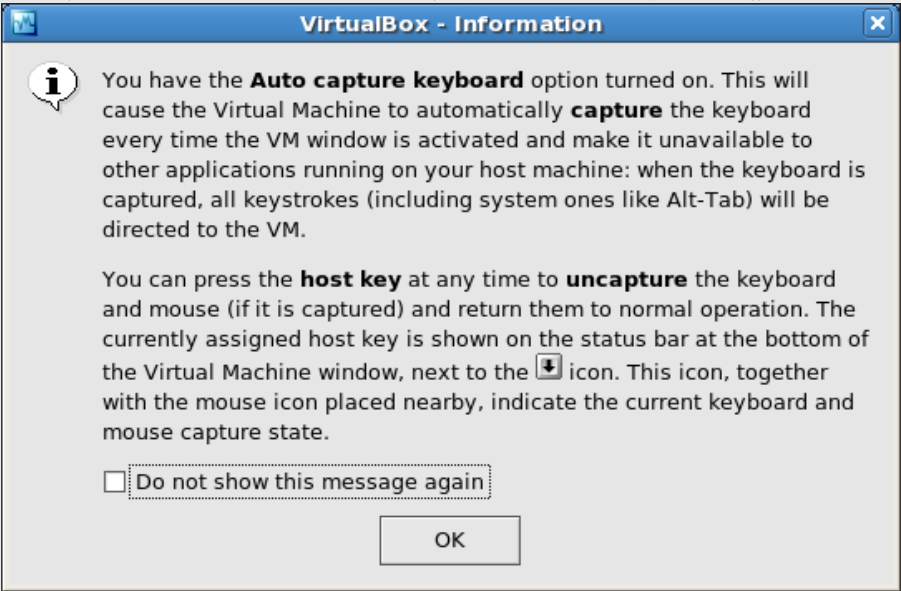 VirtualBox - Information
You have the Auto capture keyboard option turned on. This will
cause the Virtual Machine to automatically capture the keyboard
every time the VM window is activated and make it unavailable to
other applications running on your host machine: when the keyboard is
captured, all keystrokes (including system ones like Alt-Tab) will be
directed to the VM.
You can press the host key at any time to uncapture the keyboard
and mouse (if it is captured) and return them to normal operation. The
currently assigned host key is shown on the status bar at the bottom of
the Virtual Machine window, next to the icon. This icon, together
with the mouse icon placed nearby, indicate the current keyboard and
mouse capture state.
Do not show this message again
OK